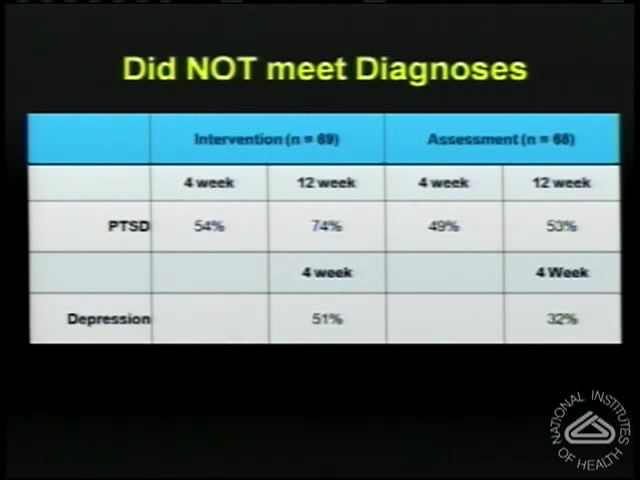 Did NOT meet Diagnoses
Intervention (n = 69) Assessment (n = 68)
4 week 12 week 4 week 12 week
PTSD 54% 74% 49% 53%
4 week 4 Week
Depression 51% 32%
NATIONAL INSTITUTES
OF HEALTH